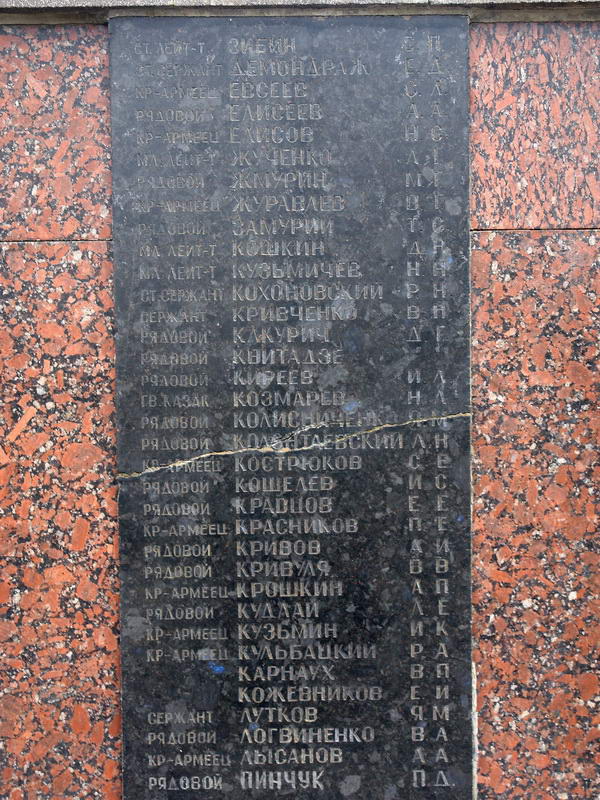 СТ. ЛЕЙТ-Т. ЗИБИН С П.
СТ. СЕРЖАНТ ДЕМОНДРАЖ Е. Д.
КР-АРМЕЕЦ ЕВСЕЕВ С. Л
РЯДОВОЙ ЕЛИСЕЕВ А. А
КР-АРМЕЕЦ ЕЛИСОВ Н С.
МЛ. ЛЕЙТ-Т ЖУЧЕНКО Л. Г
РЯДОВОЙ ЖМУРИН М. Г
КР-АРМЕЕЦ ЖУРАВЛЕВ В Т
РЯДОВОЙ ЗАМУРИЙ Т. С
МЛ. ЛЕЙТ-Т КОШКИН Д.
МЛ. ЛЕЙТ-Т КУЗЬМИЧЕВ Н Н
СТ. СЕРЖАНТ КОХОНОВСКИЙ Р Н
СЕРЖАНТ КРИВЧЕНКО В Н
РЯДОВОЙ КАКУРИЧ Д Г
РЯДОВОЙ КВИТАДЗЕ
РЯДОВОЙ КИРЕЕВ И Л
ГВ. КАЗАК КОЗМАРЕВ Н Л
РЯДОВОЙ КОЛИСНИЧЕНКО М
РЯДОВОЙ КОЛОНТАЕВСКИЙ Л. Н
КР-АРМЕЕЦ КОСТРЮКОВ С Е
РЯДОВОЙ КОШЕЛЕВ И С
РЯДОВОЙ КРАВЦОВ Е Е
КР-АРМЕЕЦ КРАСНИКОВ П Е
РЯДОВОЙ КРИВОВ А И
РЯДОВОЙ КРИВУЛЯ В В
КР-АРМЕЕЦ КРОШКИН А П
РЯДОВОЙ КУДЛАЙ Л Е
КР-АРМЕЕЦ КУЗЬМИН И К
КР-АРМЕЕЦ КУЛЬБАЦКИЙ Р А
КАРНАУХ В П
КОЖЕВНИКОВ Е И
СЕРЖАНТ ЛУТКОВ Я М
РЯДОВОЙ ЛОГВИНЕНКО В А
КР-АРМЕЕЦ ЛЫСАНОВ А А
РЯДОВОЙ ПИНЧУК П Д.